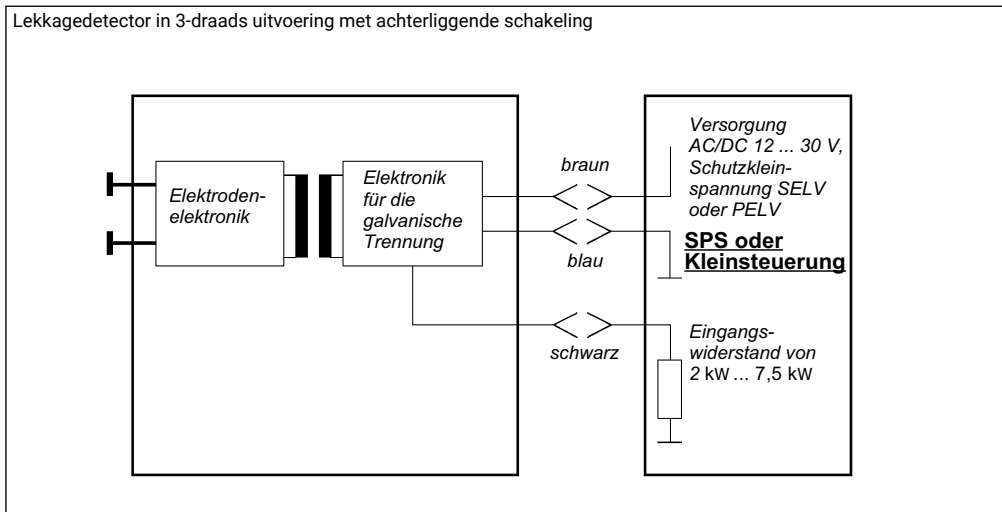 Lekkagedetector in 3-draads uitvoering met achterliggende schakeling
Elektroden-
elektronik
Elektronik
für die
galvanische
Trennung
braun
blau
schwarz
Versorgung
AC/DC 12 ... 30 V,
Schutzklein-
spannung SELV
oder PELV
SPS oder
Kleinsteuerung
Eingangs-
widerstand von
2 kW ... 7,5 kW